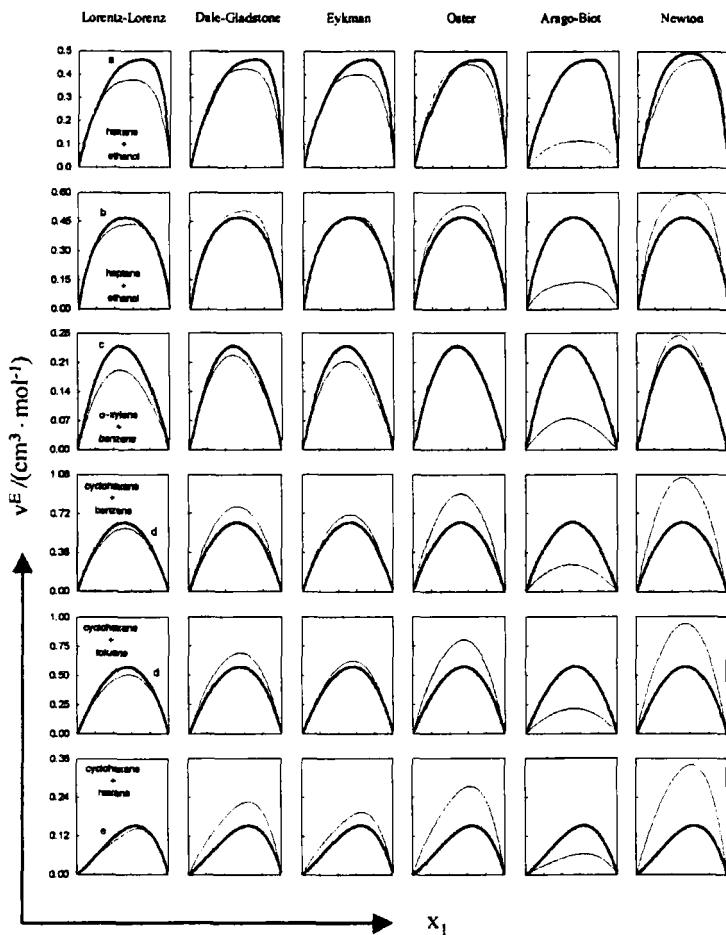 Lorentz-Lorenz Dale-Gladstone Eykman Oster Arago-Biot Newton
0.5
0.4
0.3
0.2
0.1
0.0
a
hexane
+
ethanol
0.60
0.45
0.30
0.15
0.00
b
heptane
+
ethanol
0.28
0.21
0.14
0.07
0.00
c
o-xylene
+
benzene
1.08
0.72
0.36
0.00
cyclohexane
+
benzene
d
1.00
0.75
0.50
0.25
0.00
cyclohexane
+
toluene
d
0.36
0.24
0.12
0.00
cyclohexane
+
hexane
e
vᴱ/(cm³ · mol⁻¹)
x₁